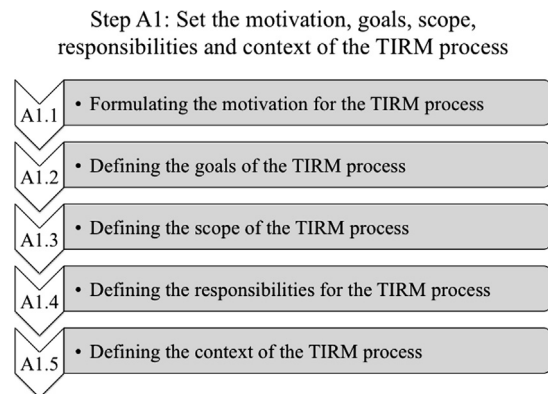 Step A1: Set the motivation, goals, scope,
responsibilities and context of the TIRM process
A1.1 • Formulating the motivation for the TIRM process
A1.2 • Defining the goals of the TIRM process
A1.3 • Defining the scope of the TIRM process
A1.4 • Defining the responsibilities for the TIRM process
A1.5 • Defining the context of the TIRM process